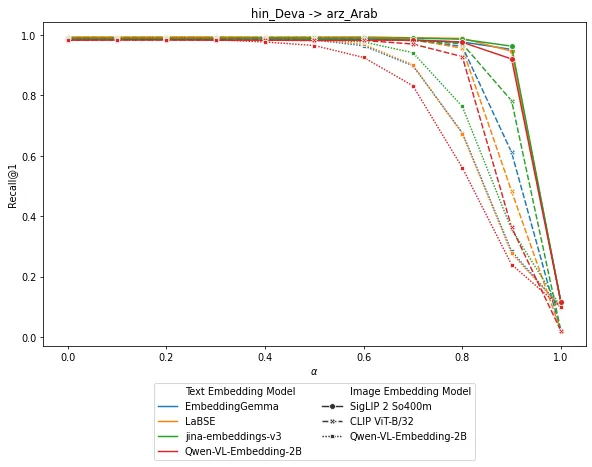 hin_Deva -> arz_Arab
Recall@1
1.0
0.8
0.6
0.4
0.2
0.0
0.0 0.2 0.4 0.6 0.8 1.0
α
Text Embedding Model
EmbeddingGemma
LaBSE
jina-embeddings-v3
Qwen-VL-Embedding-2B
Image Embedding Model
SigLIP 2 So400m
CLIP ViT-B/32
Qwen-VL-Embedding-2B